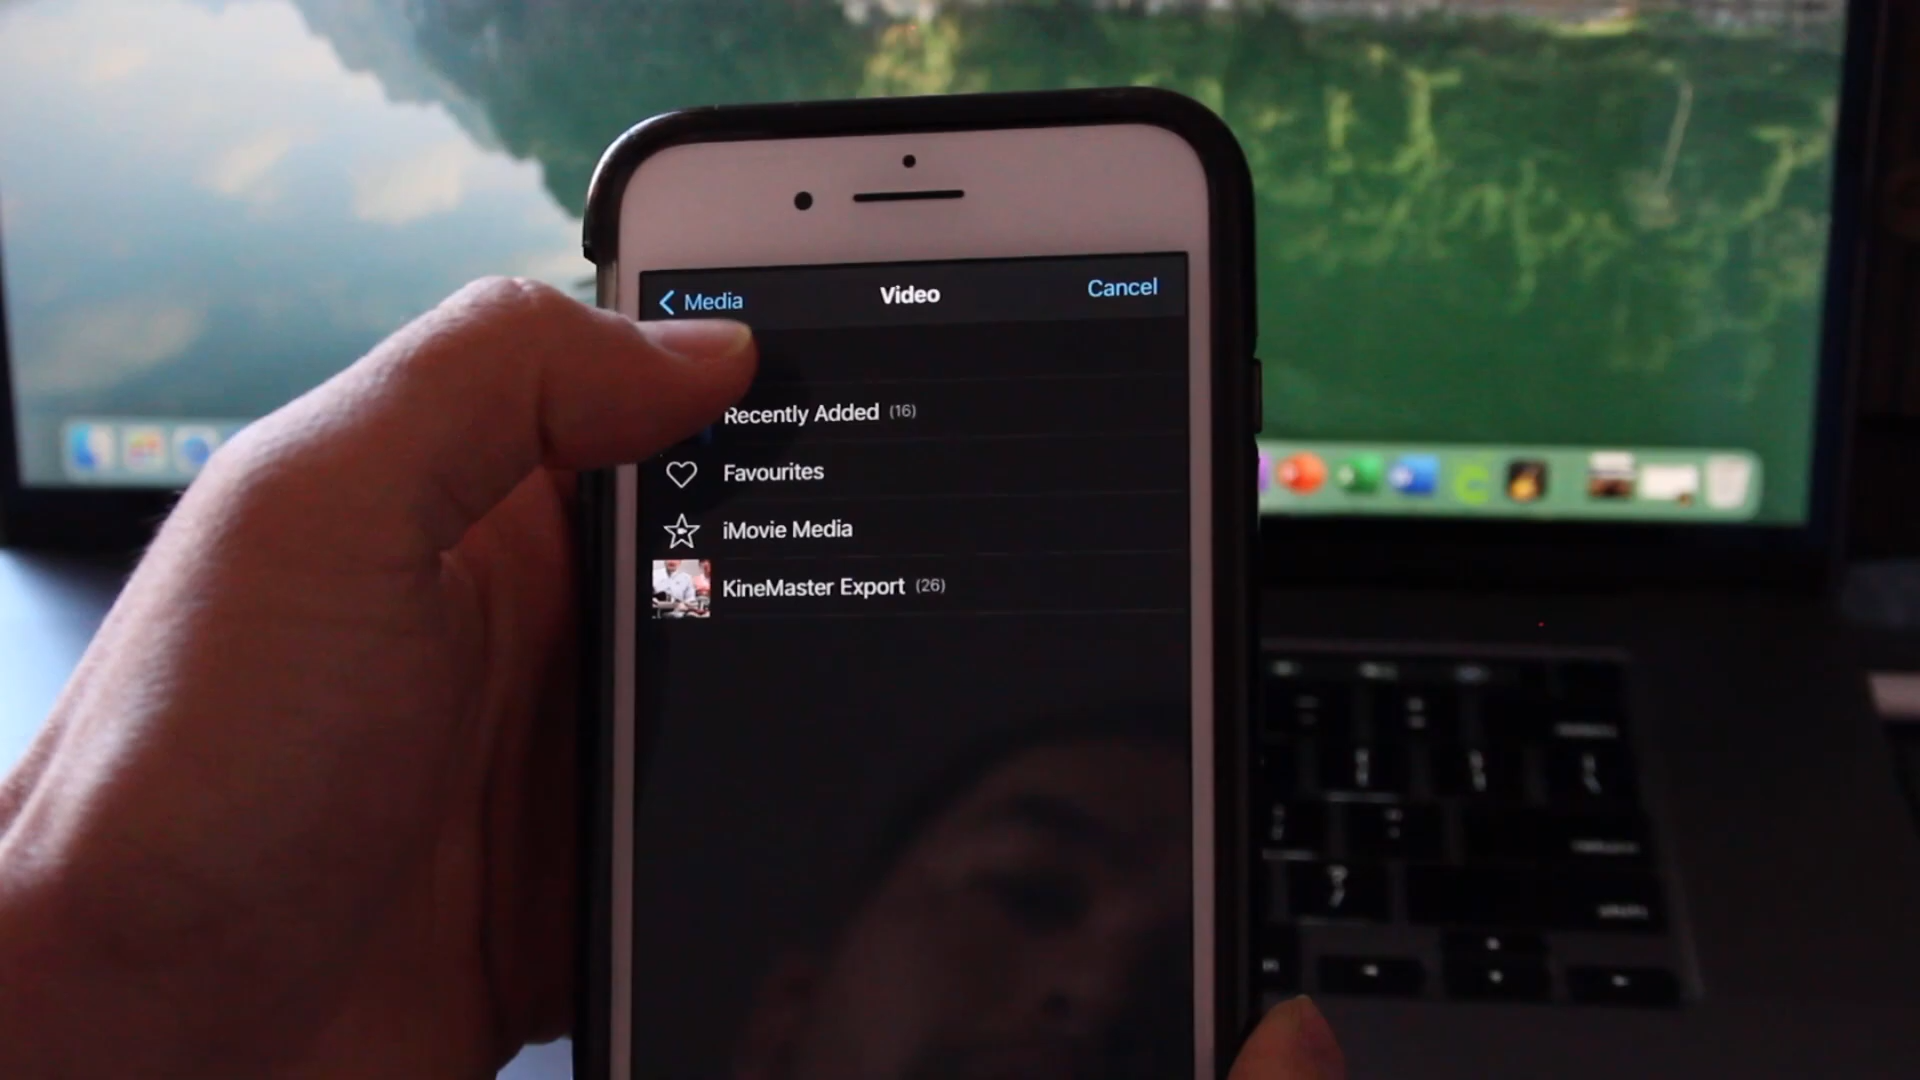 Media
Video
Cancel
Recently Added (16)
Favourites
iMovie Media
KineMaster Export (26)